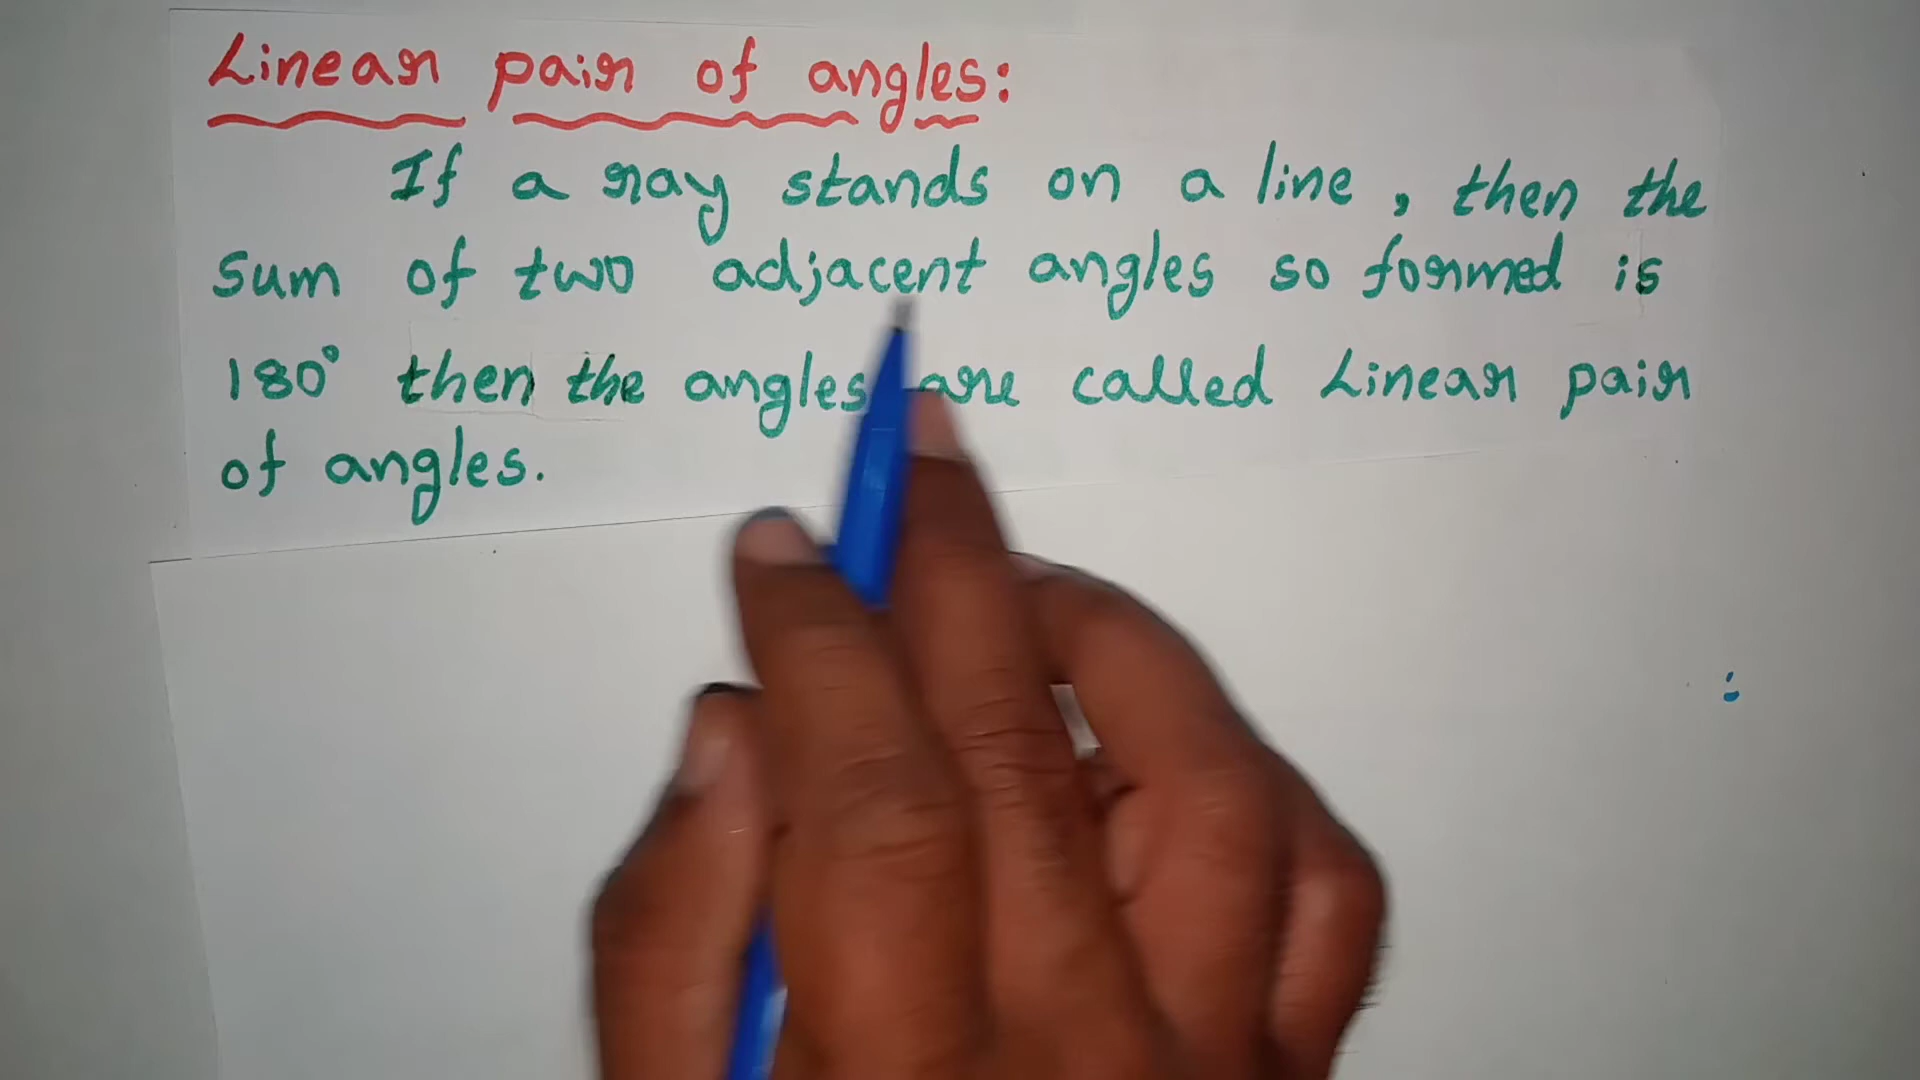 Linear pair of angles:
If a ray stands on a line, then the
sum of two adjacent angles so formed is
180° then the angles are called Linear pair
of angles.